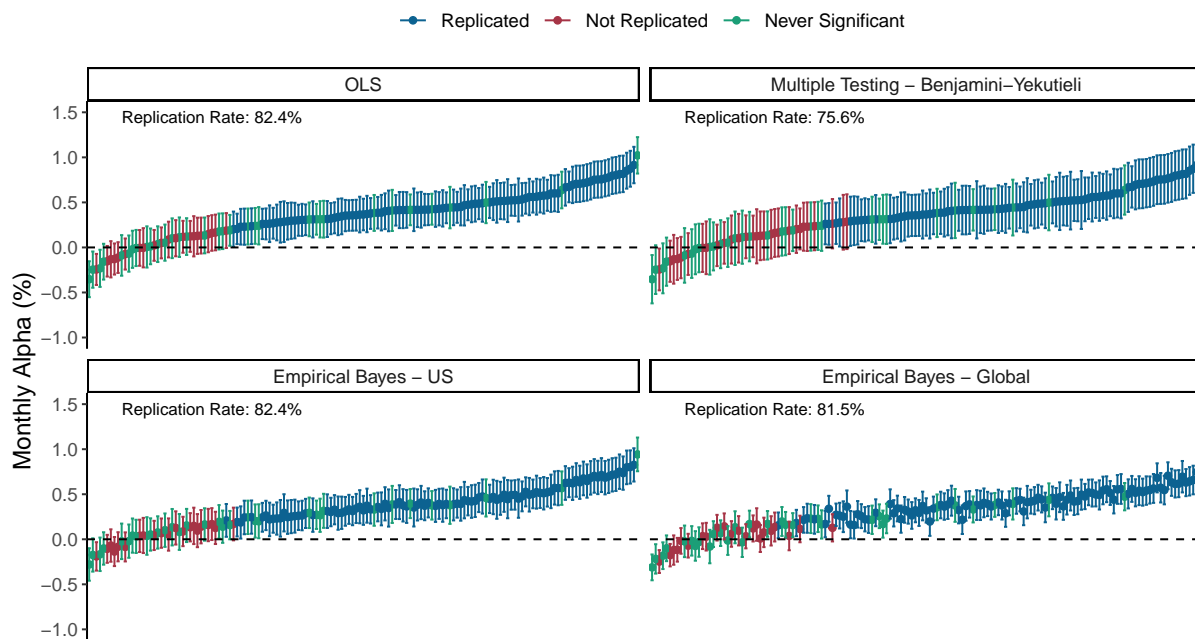 Replicated Not Replicated Never Significant
OLS
Multiple Testing − Benjamini−Yekutieli
Replication Rate: 82.4%
Replication Rate: 75.6%
1.5
1.0
0.5
0.0
−0.5
−1.0
Empirical Bayes − US
Empirical Bayes − Global
Replication Rate: 82.4%
Replication Rate: 81.5%
1.5
1.0
0.5
0.0
−0.5
−1.0
Monthly Alpha (%)